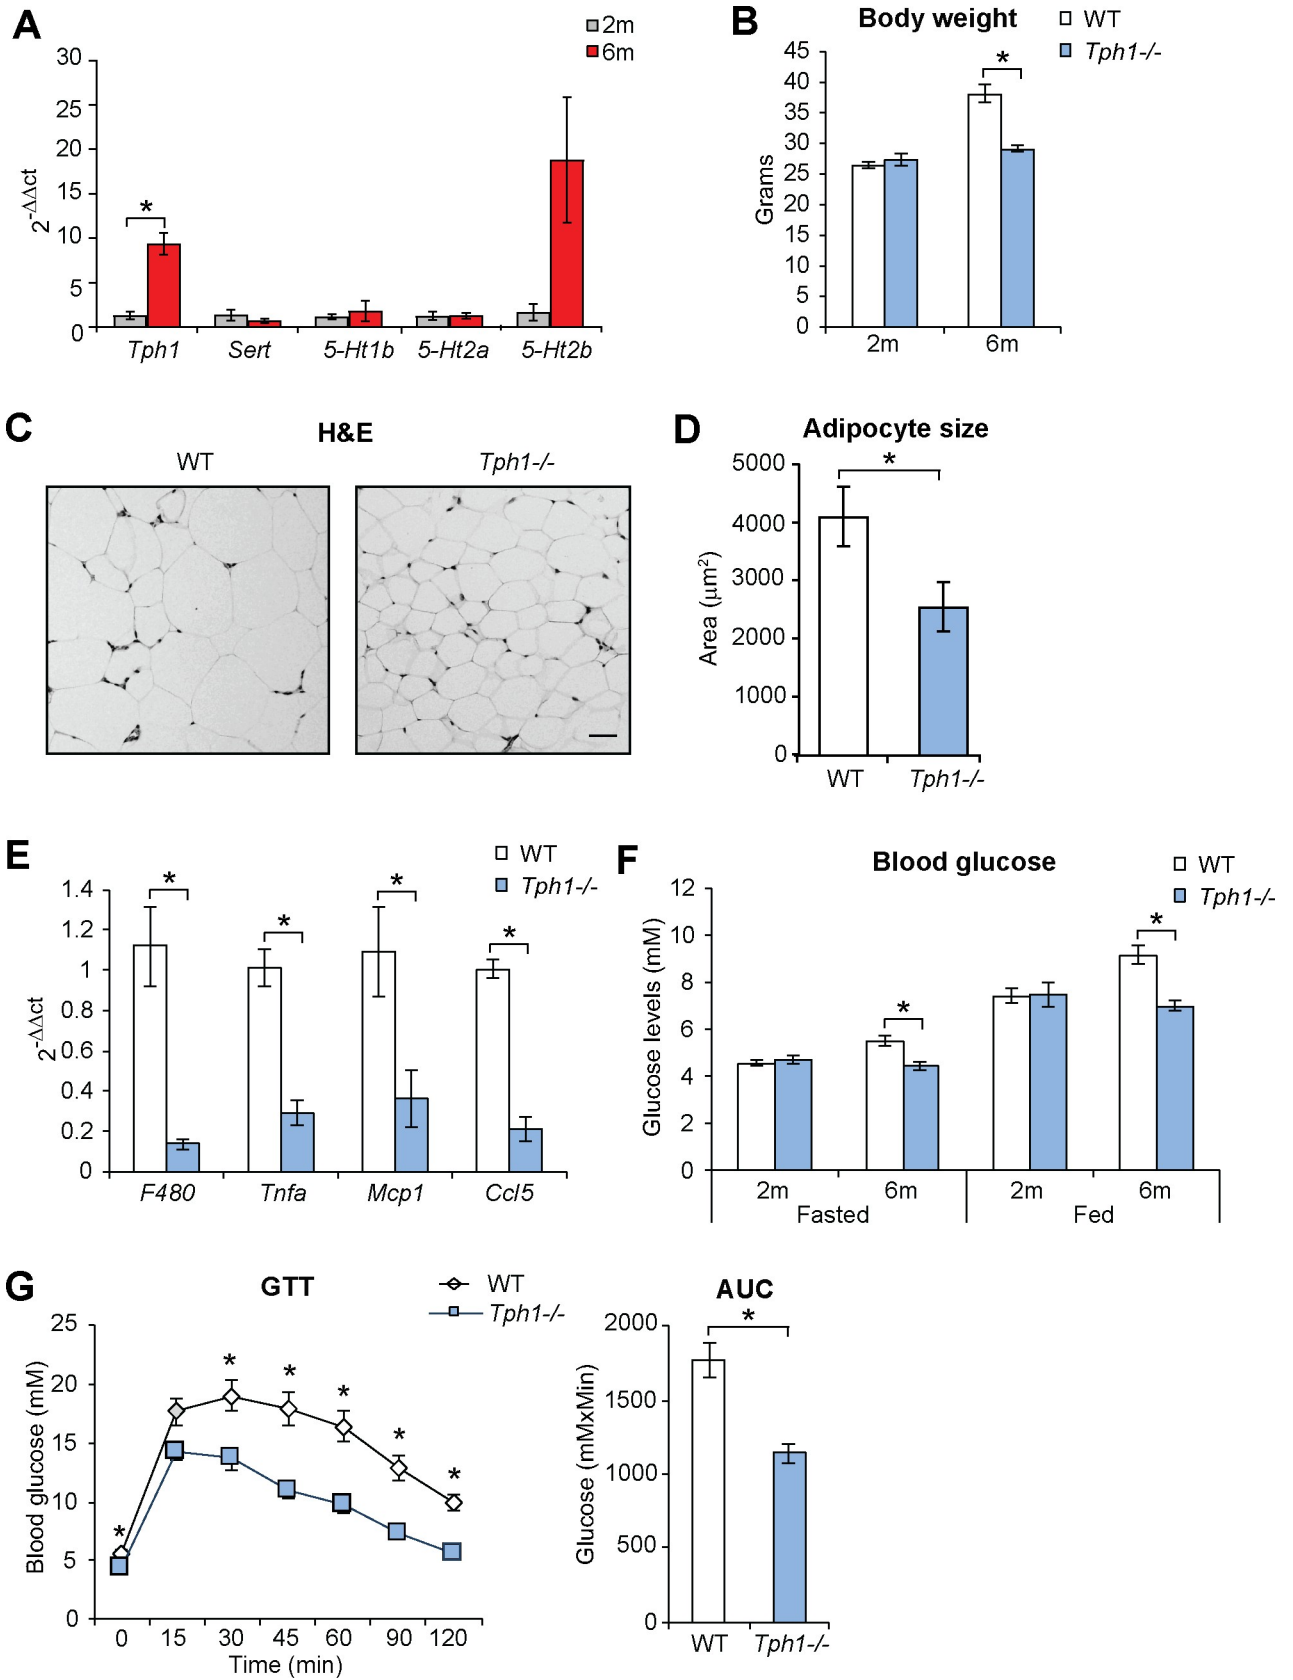 A
2m
6m
30
25
20
15
10
5
0
2^-ΔΔct
*
Tph1 Sert 5-Ht1b 5-Ht2a 5-Ht2b
B
Body weight
WT
Tph1-/-
45
40
35
30
25
20
15
10
5
0
Grams
*
2m 6m
C
H&E
WT Tph1-/-
D
Adipocyte size
5000
4000
3000
2000
1000
0
Area (μm²)
*
WT Tph1-/-
E
WT
Tph1-/-
1.4
1.2
1
0.8
0.6
0.4
0.2
0
2^-ΔΔct
* * * *
F480 Tnfa Mcp1 Ccl5
F
Blood glucose
WT
Tph1-/-
12
10
8
6
4
2
0
Glucose levels (mM)
* *
2m 6m 2m 6m
Fasted Fed
G
GTT
WT
Tph1-/-
25
20
15
10
5
0
Blood glucose (mM)
* * * * * *
0 15 30 45 60 90 120
Time (min)
AUC
2000
1500
1000
500
0
Glucose (mMxMin)
*
WT Tph1-/-